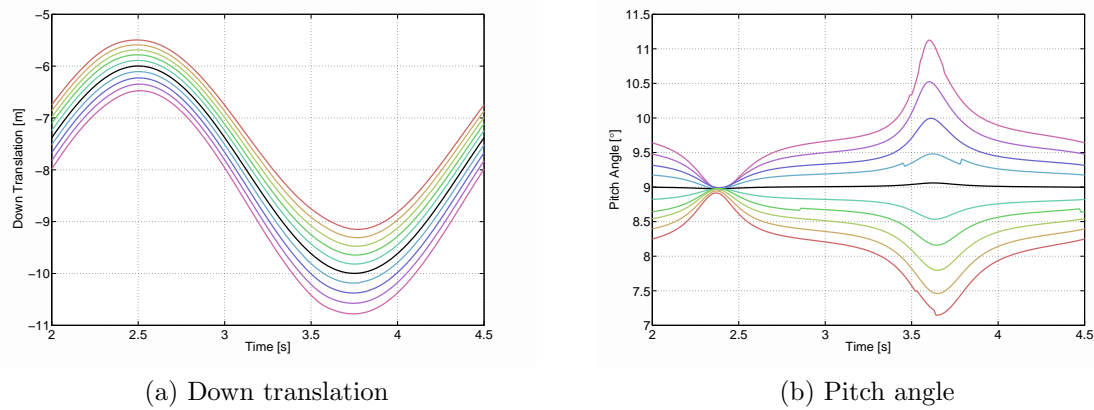 −5
−6
−7
−8
−9
−10
−11
2 2.5 3 3.5 4 4.5
Down Translation [m]
Time [s]
(a) Down translation
11.5
11
10.5
10
9.5
9
8.5
8
7.5
7
2 2.5 3 3.5 4 4.5
Pitch Angle [°]
Time [s]
(b) Pitch angle